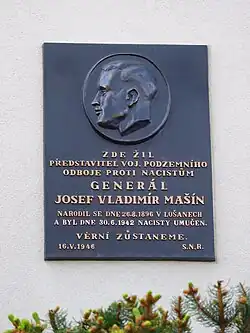 ZDE ŽIL
PŘEDSTAVITEL VOJ. PODZEMNÍHO
ODBOJE PROTI NACISTŮM
GENERÁL
JOSEF VLADIMÍR MAŠÍN
NARODIL SE DNE 26.8.1896 V LOŠANECH
A BYL DNE 30.6.1942 NACISTY UMUČEN.
VĚRNI ZŮSTANEME.
16.V.1946 S.N.R.